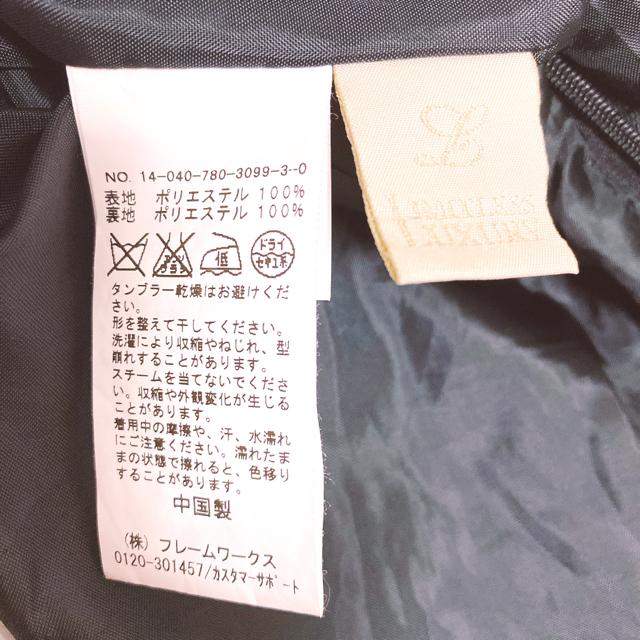 NO. 14-040-780-3099-3-0
表地 ポリエステル 100%
裏地 ポリエステル 100%
エンソ サラシ 低 ドライ セキユ系
タンブラー乾燥はお避けくだ
さい。
形を整えて干してください。
洗濯により収縮やねじれ、型
崩れすることがあります。
スチームを当てないでくださ
い。収縮や外観変化が生じる
ことがあります。
着用中の摩擦や、汗、水濡れ
にご注意ください。濡れたま
まの状態で擦れると、色移り
することがあります。
中国製
(株) フレームワークス
0120-301457/カスタマーサポート
LIMITLESS
LUXURY